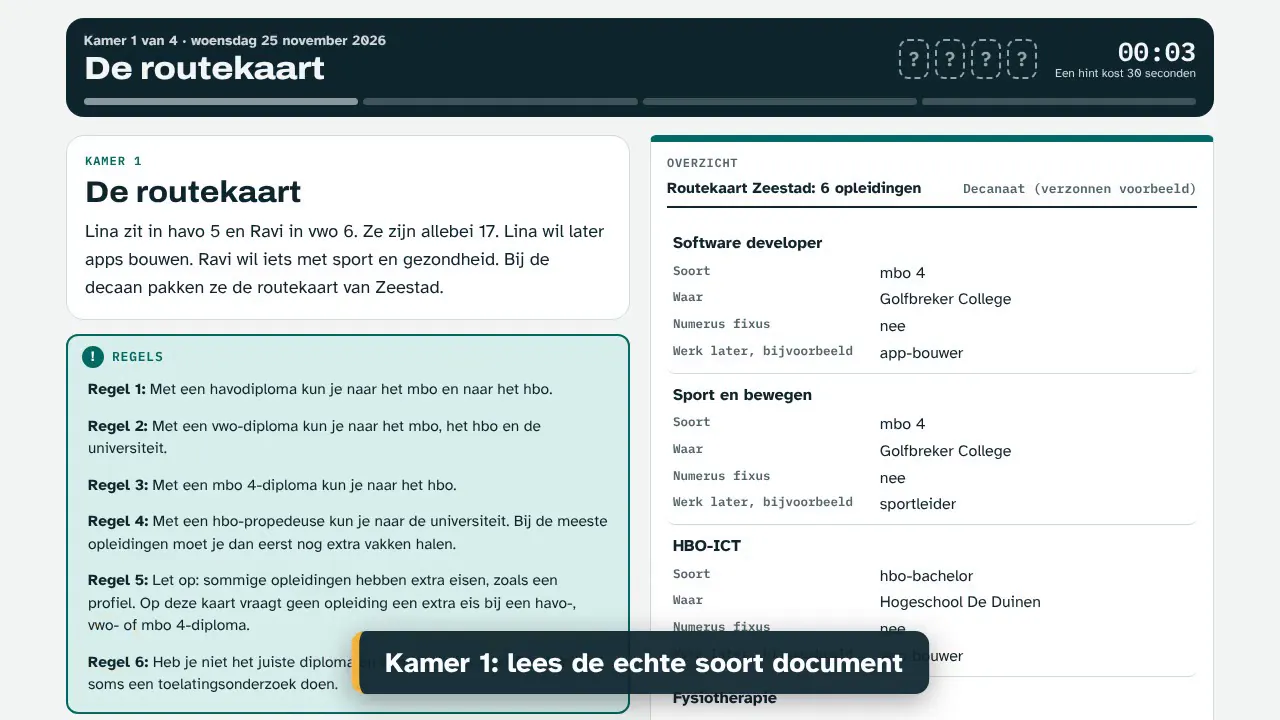 Kamer 1 van 4 · woensdag 25 november 2026
De routekaart
? ? ? ?
00:03
Een hint kost 30 seconden
KAMER 1
De routekaart
Lina zit in havo 5 en Ravi in vwo 6. Ze zijn allebei 17. Lina wil later
apps bouwen. Ravi wil iets met sport en gezondheid. Bij de
decaan pakken ze de routekaart van Zeestad.
! REGELS
Regel 1: Met een havodiploma kun je naar het mbo en naar het hbo.
Regel 2: Met een vwo-diploma kun je naar het mbo, het hbo en de
universiteit.
Regel 3: Met een mbo 4-diploma kun je naar het hbo.
Regel 4: Met een hbo-propedeuse kun je naar de universiteit. Bij de meeste
opleidingen moet je dan eerst nog extra vakken halen.
Regel 5: Let op: sommige opleidingen hebben extra eisen, zoals een
profiel. Op deze kaart vraagt geen opleiding een extra eis bij een havo-,
vwo- of mbo 4-diploma.
Regel 6: Heb je niet het juiste diploma
soms een toelatingsonderzoek doen.
OVERZICHT
Routekaart Zeestad: 6 opleidingen Decanaat (verzonnen voorbeeld)
Software developer
Soort mbo 4
Waar Golfbreker College
Numerus fixus nee
Werk later, bijvoorbeeld app-bouwer
Sport en bewegen
Soort mbo 4
Waar Golfbreker College
Numerus fixus nee
Werk later, bijvoorbeeld sportleider
HBO-ICT
Soort hbo-bachelor
Waar Hogeschool De Duinen
Numerus fixus nee
Fysiotherapie
Kamer 1: lees de echte soort document